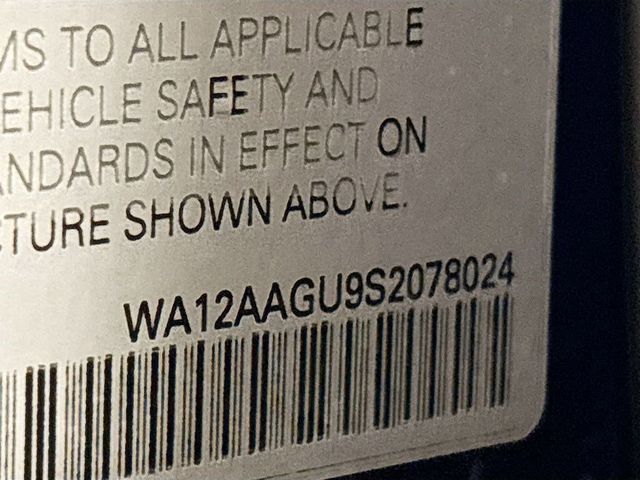 MS TO ALL APPLICABLE
EHICLE SAFETY AND
ANDARDS IN EFFECT ON
CTURE SHOWN ABOVE.
WA12AAGU9S2078024